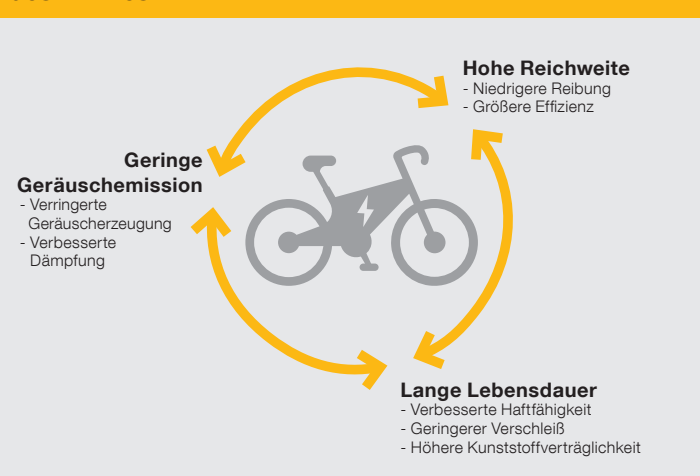 Hohe Reichweite
- Niedrigere Reibung
- Größere Effizienz
Geringe
Geräuschemission
- Verringerte
Geräuscherzeugung
- Verbesserte
Dämpfung
Lange Lebensdauer
- Verbesserte Haftfähigkeit
- Geringerer Verschleiß
- Höhere Kunststoffverträglichkeit